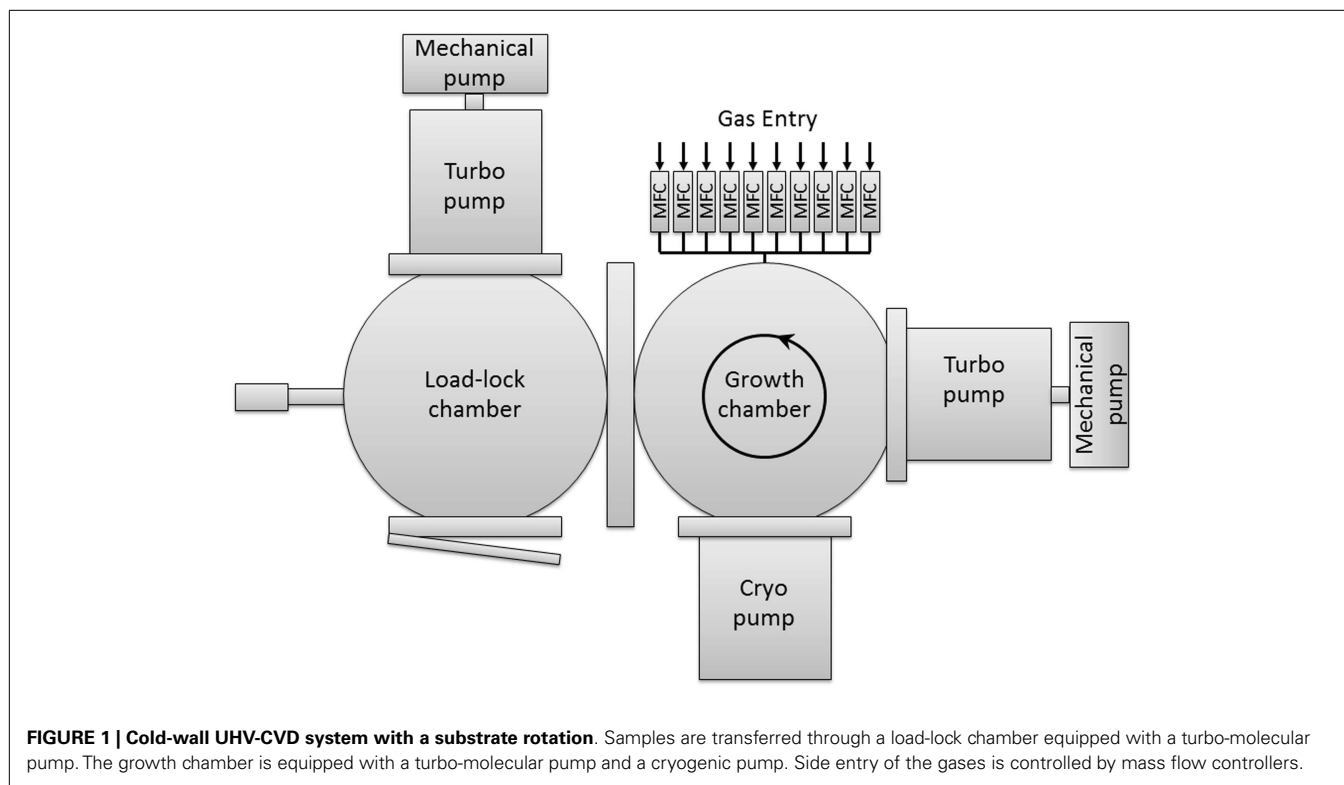 Mechanical
pump
Turbo
pump
Gas Entry
MFC
MFC
MFC
MFC
MFC
MFC
MFC
MFC
MFC
MFC
Load-lock
chamber
Growth
chamber
Turbo
pump
Mechanical
pump
Cryo
pump
FIGURE 1 | Cold-wall UHV-CVD system with a substrate rotation. Samples are transferred through a load-lock chamber equipped with a turbo-molecular
pump. The growth chamber is equipped with a turbo-molecular pump and a cryogenic pump. Side entry of the gases is controlled by mass flow controllers.